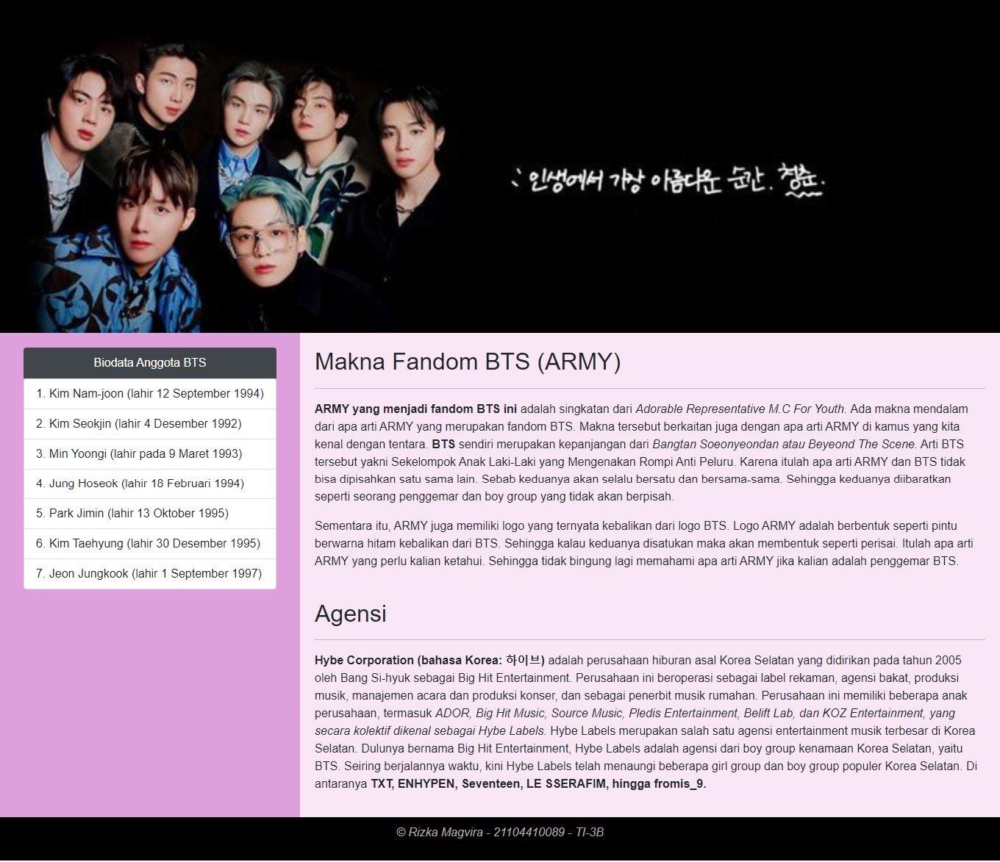 인생에서 가장 아름다운 순간. 청춘.
Biodata Anggota BTS
1. Kim Nam-joon (lahir 12 September 1994)
2. Kim Seokjin (lahir 4 Desember 1992)
3. Min Yoongi (lahir pada 9 Maret 1993)
4. Jung Hoseok (lahir 18 Februari 1994)
5. Park Jimin (lahir 13 Oktober 1995)
6. Kim Taehyung (lahir 30 Desember 1995)
7. Jeon Jungkook (lahir 1 September 1997)
Makna Fandom BTS (ARMY)
ARMY yang menjadi fandom BTS ini adalah singkatan dari Adorable Representative M.C For Youth. Ada makna mendalam
dari apa arti ARMY yang merupakan fandom BTS. Makna tersebut berkaitan juga dengan apa arti ARMY di kamus yang kita
kenal dengan tentara. BTS sendiri merupakan kepanjangan dari Bangtan Soeonyeondan atau Beyeond The Scene. Arti BTS
tersebut yakni Sekelompok Anak Laki-Laki yang Mengenakan Rompi Anti Peluru. Karena itulah apa arti ARMY dan BTS tidak
bisa dipisahkan satu sama lain. Sebab keduanya akan selalu bersatu dan bersama-sama. Sehingga keduanya diibaratkan
seperti seorang penggemar dan boy group yang tidak akan berpisah.
Sementara itu, ARMY juga memiliki logo yang ternyata kebalikan dari logo BTS. Logo ARMY adalah berbentuk seperti pintu
berwarna hitam kebalikan dari BTS. Sehingga kalau keduanya disatukan maka akan membentuk seperti perisai. Itulah apa arti
ARMY yang perlu kalian ketahui. Sehingga tidak bingung lagi memahami apa arti ARMY jika kalian adalah penggemar BTS.
Agensi
Hybe Corporation (bahasa Korea: 하이브) adalah perusahaan hiburan asal Korea Selatan yang didirikan pada tahun 2005
oleh Bang Si-hyuk sebagai Big Hit Entertainment. Perusahaan ini beroperasi sebagai label rekaman, agensi bakat, produksi
musik, manajemen acara dan produksi konser, dan sebagai penerbit musik rumahan. Perusahaan ini memiliki beberapa anak
perusahaan, termasuk ADOR, Big Hit Music, Source Music, Pledis Entertainment, Belift Lab, dan KOZ Entertainment, yang
secara kolektif dikenal sebagai Hybe Labels. Hybe Labels merupakan salah satu agensi entertainment musik terbesar di Korea
Selatan. Dulunya bernama Big Hit Entertainment, Hybe Labels adalah agensi dari boy group kenamaan Korea Selatan, yaitu
BTS. Seiring berjalannya waktu, kini Hybe Labels telah menaungi beberapa girl group dan boy group populer Korea Selatan. Di
antaranya TXT, ENHYPEN, Seventeen, LE SSERAFIM, hingga fromis_9.
© Rizka Magvira - 21104410089 - TI-3B